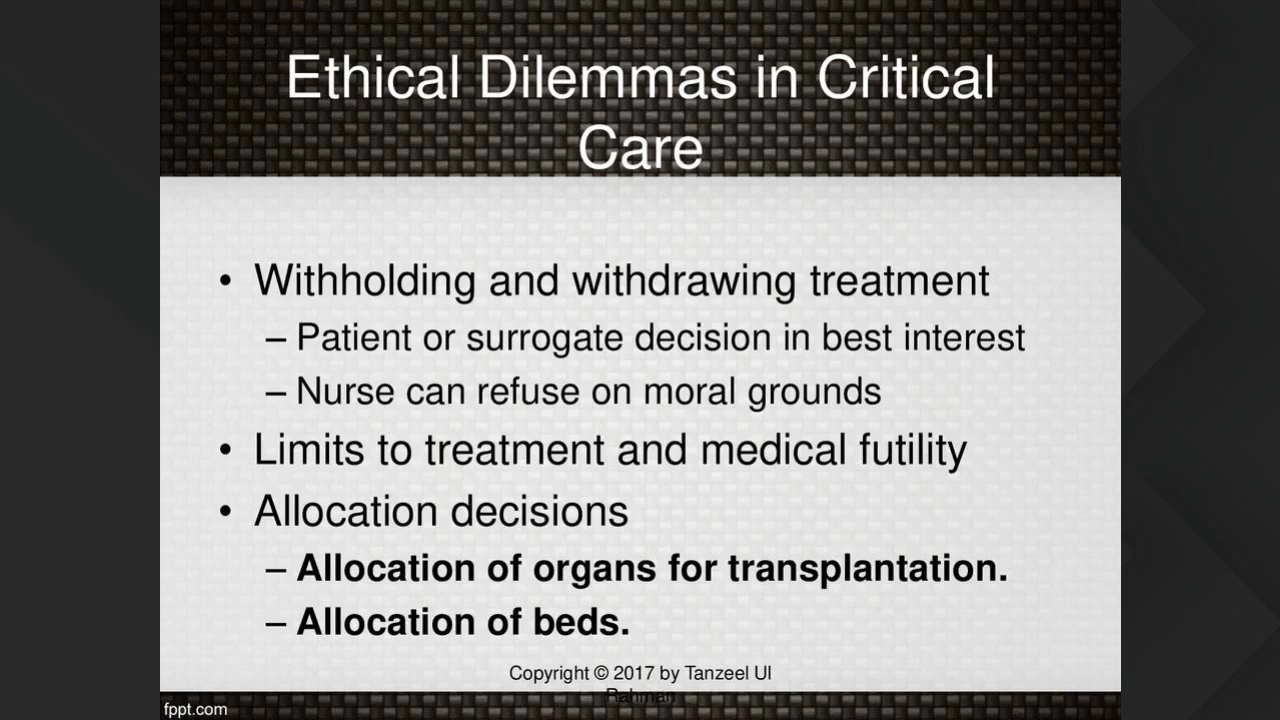 Ethical Dilemmas in Critical
Care
• Withholding and withdrawing treatment
– Patient or surrogate decision in best interest
– Nurse can refuse on moral grounds
• Limits to treatment and medical futility
• Allocation decisions
– Allocation of organs for transplantation.
– Allocation of beds.
Copyright © 2017 by Tanzeel Ul
Rahman
fppt.com